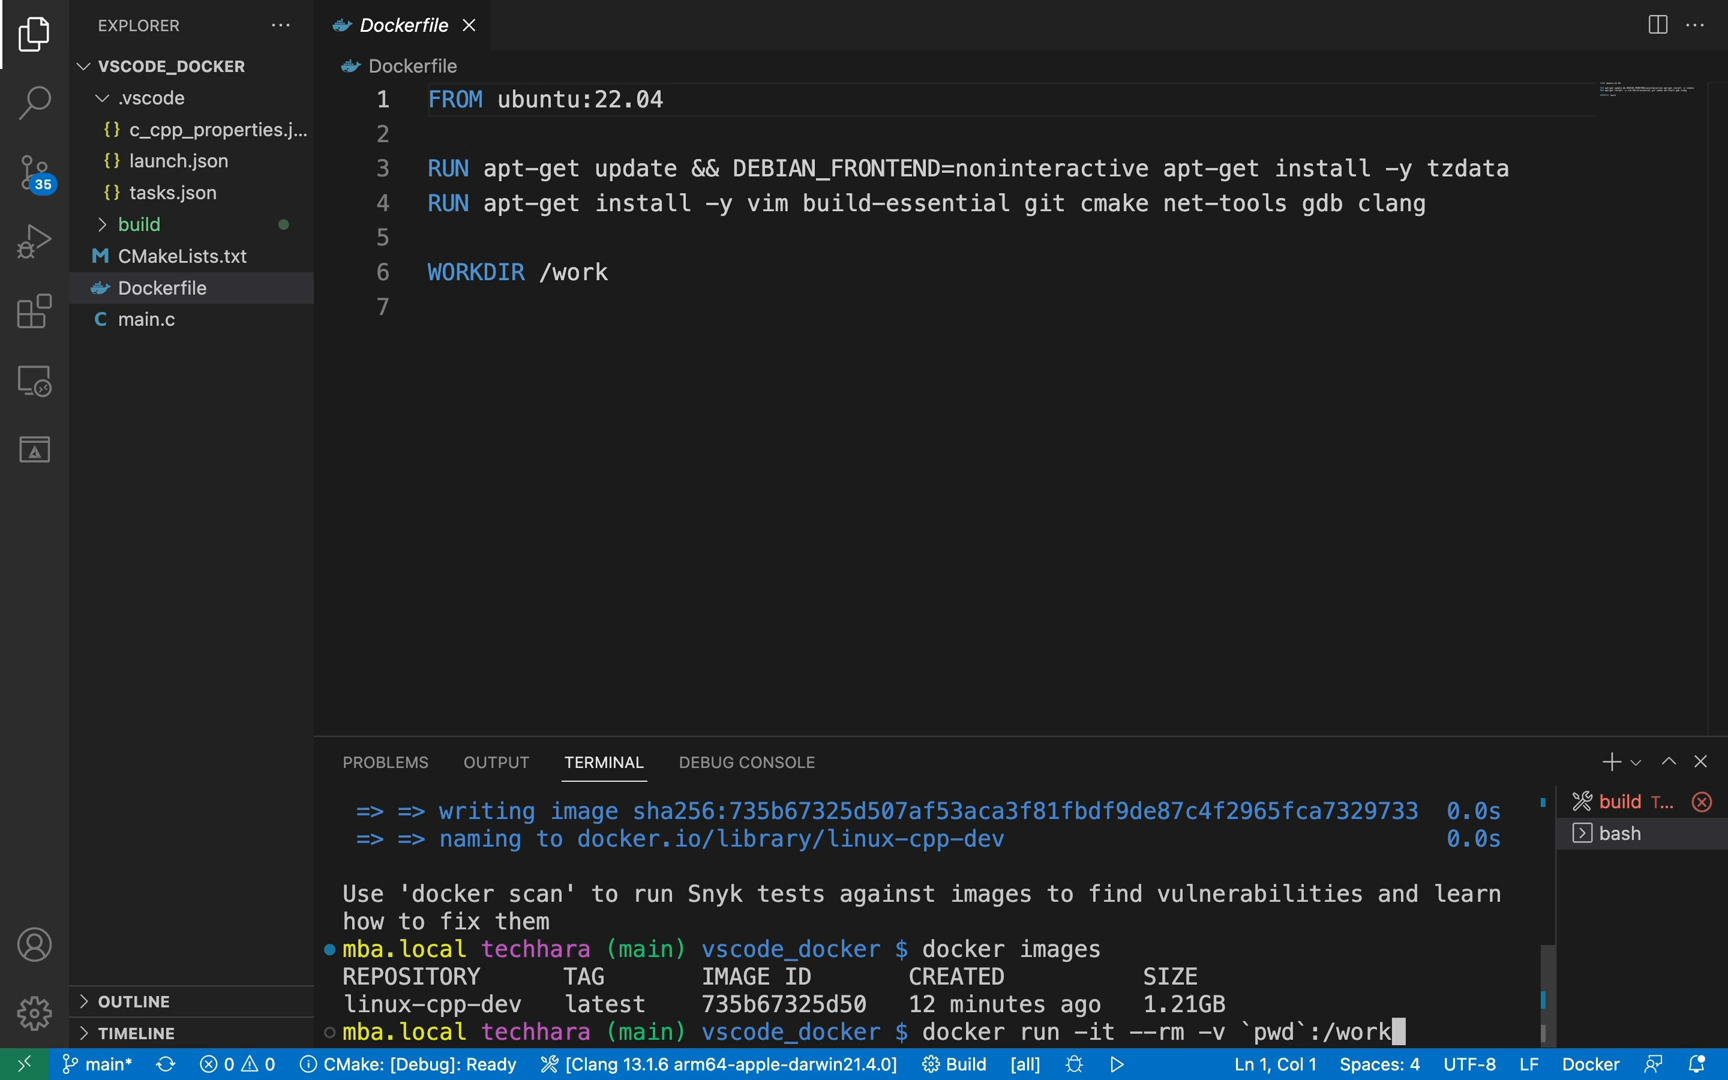 EXPLORER
VSCODE_DOCKER
.vscode
{} c_cpp_properties.j...
{} launch.json
{} tasks.json
build
M CMakeLists.txt
Dockerfile
C main.c
OUTLINE
TIMELINE
35
Dockerfile
Dockerfile
1 FROM ubuntu:22.04
2
3 RUN apt-get update && DEBIAN_FRONTEND=noninteractive apt-get install -y tzdata
4 RUN apt-get install -y vim build-essential git cmake net-tools gdb clang
5
6 WORKDIR /work
7
PROBLEMS OUTPUT TERMINAL DEBUG CONSOLE
=> => writing image sha256:735b67325d507af53aca3f81fbdf9de87c4f2965fca7329733 0.0s
=> => naming to docker.io/library/linux-cpp-dev 0.0s
Use 'docker scan' to run Snyk tests against images to find vulnerabilities and learn
how to fix them
mba.local techhara (main) vscode_docker $ docker images
REPOSITORY TAG IMAGE ID CREATED SIZE
linux-cpp-dev latest 735b67325d50 12 minutes ago 1.21GB
mba.local techhara (main) vscode_docker $ docker run -it --rm -v `pwd`:/work
build T...
bash
main* 0 0 CMake: [Debug]: Ready [Clang 13.1.6 arm64-apple-darwin21.4.0] Build [all] Ln 1, Col 1 Spaces: 4 UTF-8 LF Docker